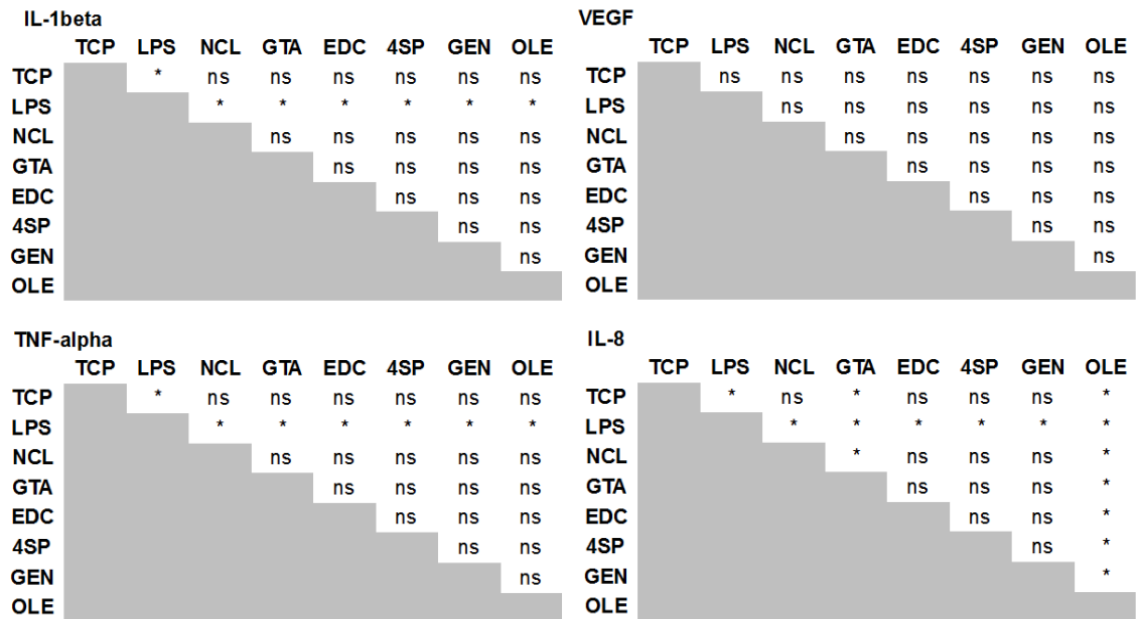 IL-1beta
TCP LPS NCL GTA EDC 4SP GEN OLE
TCP * ns ns ns ns ns ns
LPS * * * * * *
NCL ns ns ns ns ns
GTA ns ns ns ns
EDC ns ns ns
4SP ns ns
GEN ns
OLE
VEGF
TCP LPS NCL GTA EDC 4SP GEN OLE
TCP ns ns ns ns ns ns ns
LPS ns ns ns ns ns ns
NCL ns ns ns ns ns
GTA ns ns ns ns
EDC ns ns ns
4SP ns ns
GEN ns
OLE
TNF-alpha
TCP LPS NCL GTA EDC 4SP GEN OLE
TCP * ns ns ns ns ns ns
LPS * * * * * *
NCL ns ns ns ns ns
GTA ns ns ns ns
EDC ns ns ns
4SP ns ns
GEN ns
OLE
IL-8
TCP LPS NCL GTA EDC 4SP GEN OLE
TCP * ns * ns ns ns *
LPS * * * * * *
NCL * ns ns ns *
GTA ns ns ns *
EDC ns ns *
4SP ns *
GEN *
OLE